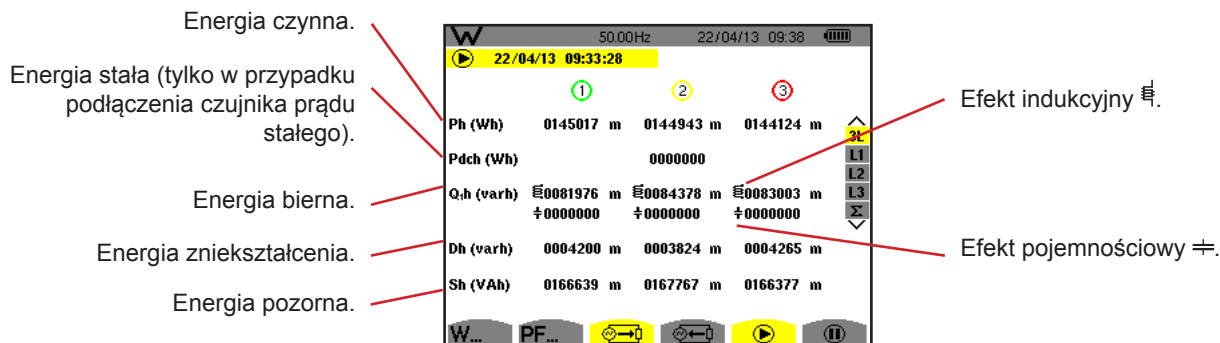 Energia czynna.
Energia stała (tylko w przypadku
podłączenia czujnika prądu
stałego).
Energia bierna.
Energia zniekształcenia.
Energia pozorna.
W 50.00Hz 22/04/13 09:38
22/04/13 09:33:28
1 2 3
Ph (Wh) 0145017 m 0144943 m 0144124 m
Pdch (Wh) 0000000
Q₁h (varh) 0081976 m 0084378 m 0083003 m
0000000 0000000 0000000
Dh (varh) 0004200 m 0003824 m 0004265 m
Sh (VAh) 0166639 m 0167767 m 0166377 m
3L
L1
L2
L3
Σ
W... PF...
Efekt indukcyjny
Efekt pojemnościowy